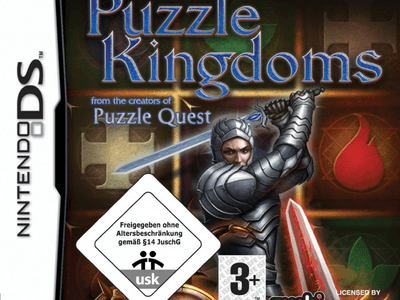 Puzzle
Kingdoms
from the creators of
Puzzle Quest
NINTENDO DS
TM
Freigegeben ohne
Altersbeschränkung
gemäß §14 JuschG
usk
3+
LICENSED BY